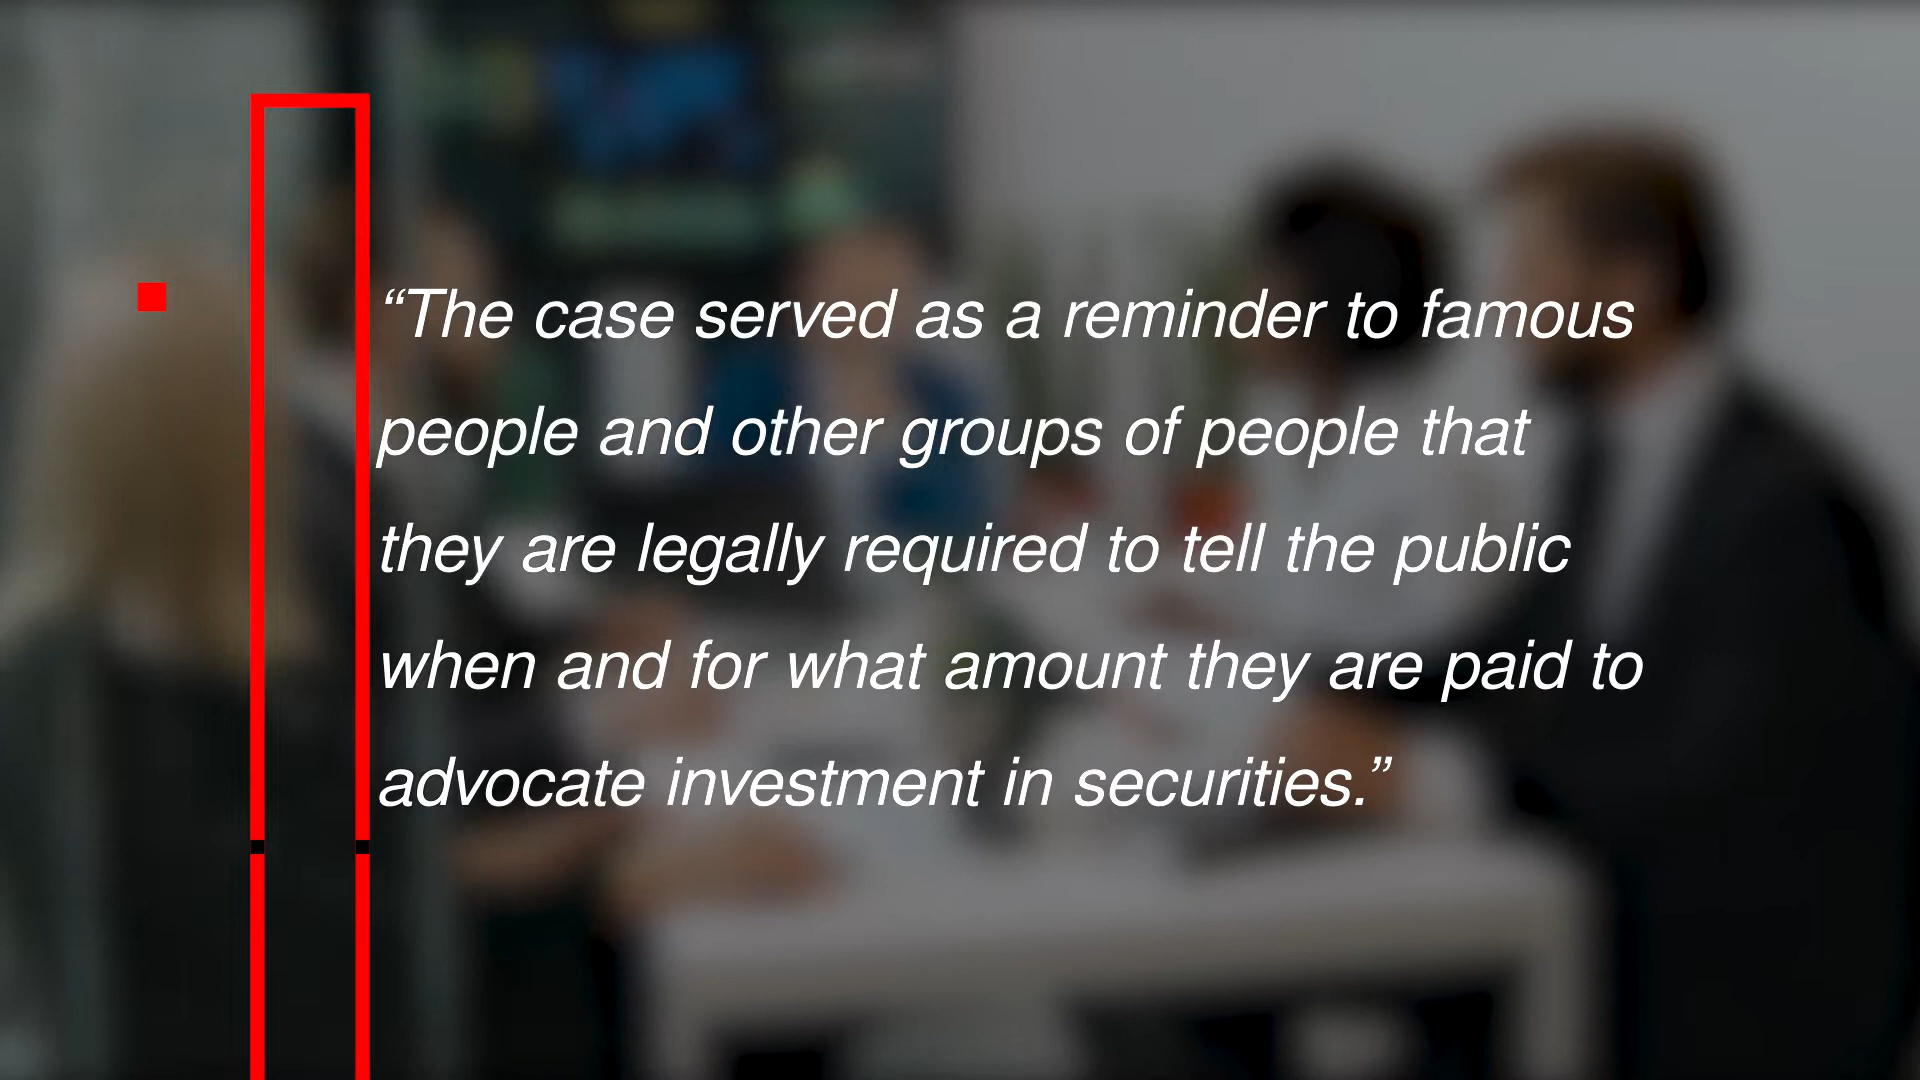 “The case served as a reminder to famous
people and other groups of people that
they are legally required to tell the public
when and for what amount they are paid to
advocate investment in securities.”